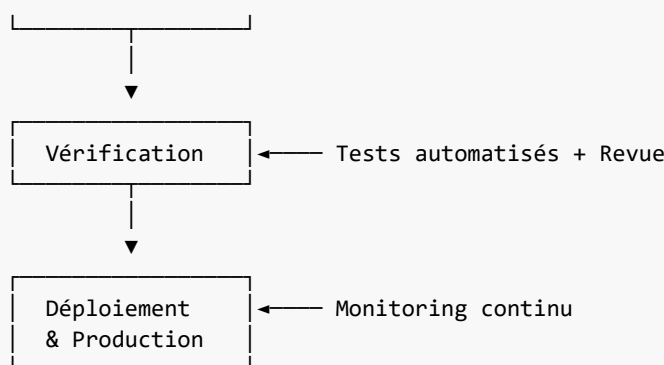 Vérification ◄──── Tests automatisés + Revue
Déploiement ◄──── Monitoring continu
& Production